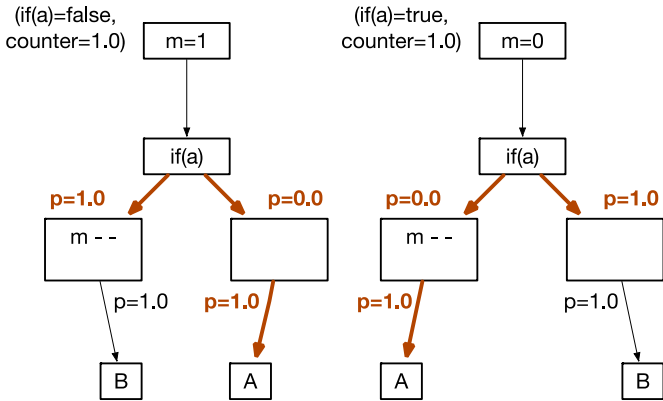 (if(a)=false,
counter=1.0)
m=1
if(a)
p=1.0
p=0.0
m - -
p=1.0
p=1.0
B
A
(if(a)=true,
counter=1.0)
m=0
if(a)
p=0.0
p=1.0
m - -
p=1.0
p=1.0
A
B